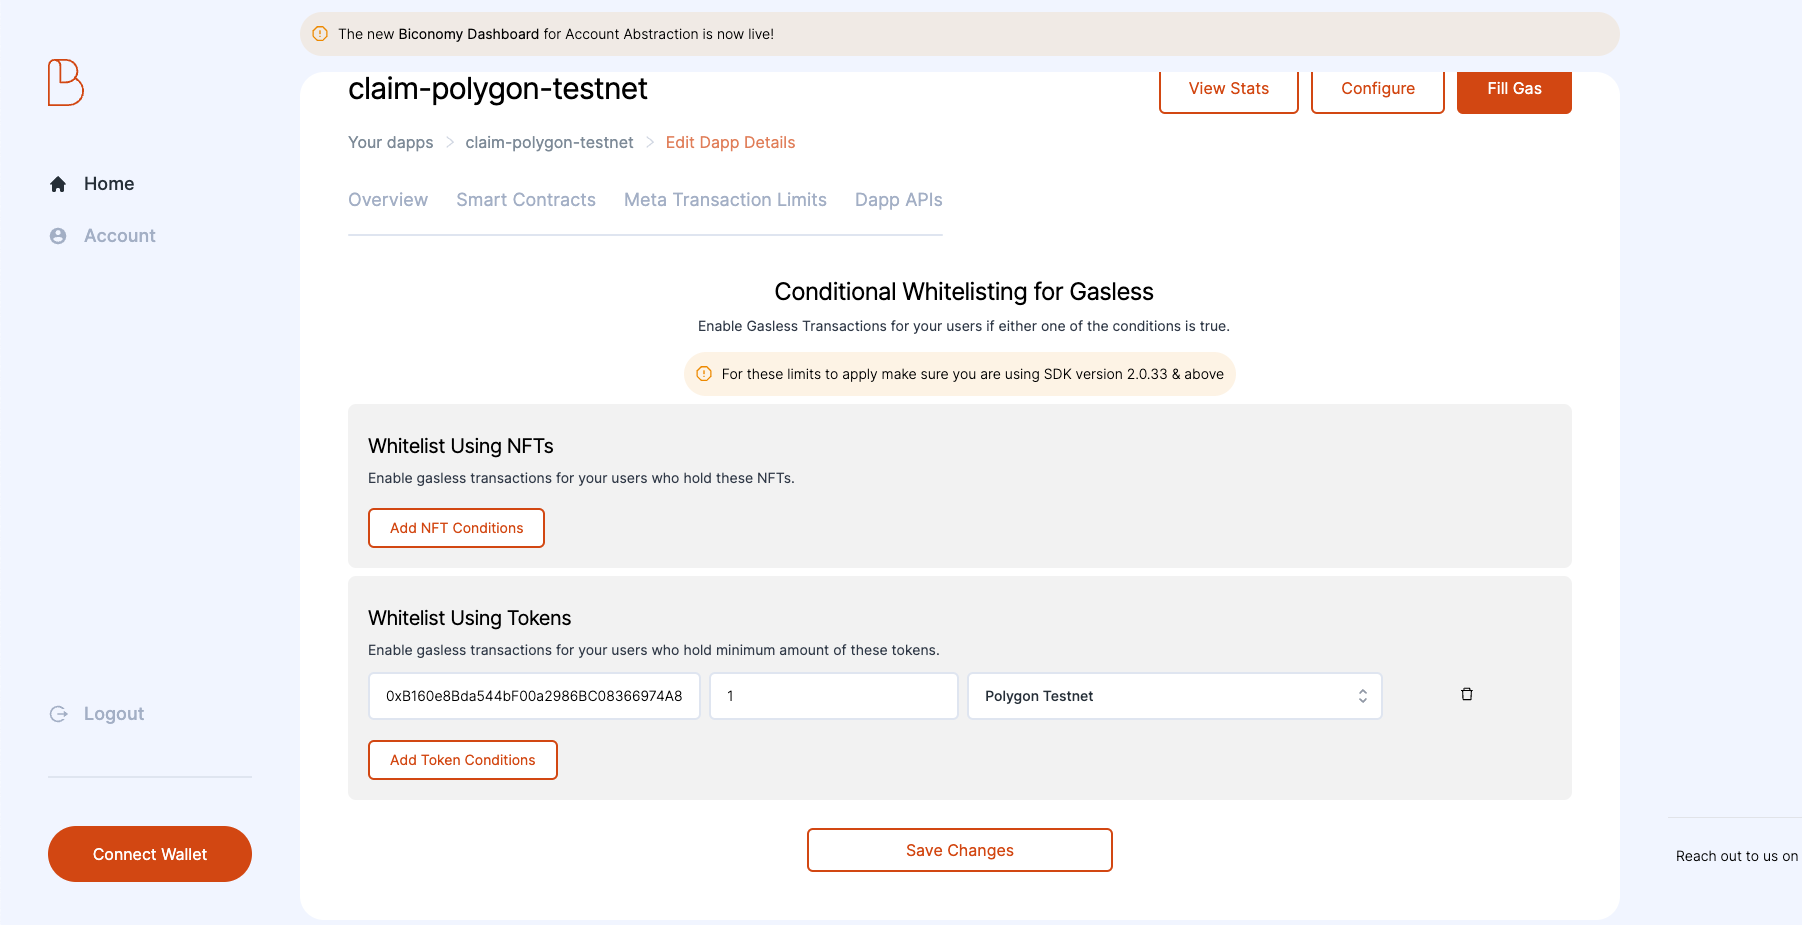 The new Biconomy Dashboard for Account Abstraction is now live!
claim-polygon-testnet
View Stats
Configure
Fill Gas
Your dapps > claim-polygon-testnet > Edit Dapp Details
Home
Account
Overview
Smart Contracts
Meta Transaction Limits
Dapp APIs
Conditional Whitelisting for Gasless
Enable Gasless Transactions for your users if either one of the conditions is true.
For these limits to apply make sure you are using SDK version 2.0.33 & above
Whitelist Using NFTs
Enable gasless transactions for your users who hold these NFTs.
Add NFT Conditions
Whitelist Using Tokens
Enable gasless transactions for your users who hold minimum amount of these tokens.
0xB160e8Bda544bF00a2986BC08366974A8
1
Polygon Testnet
Add Token Conditions
Save Changes
Logout
Connect Wallet
Reach out to us on